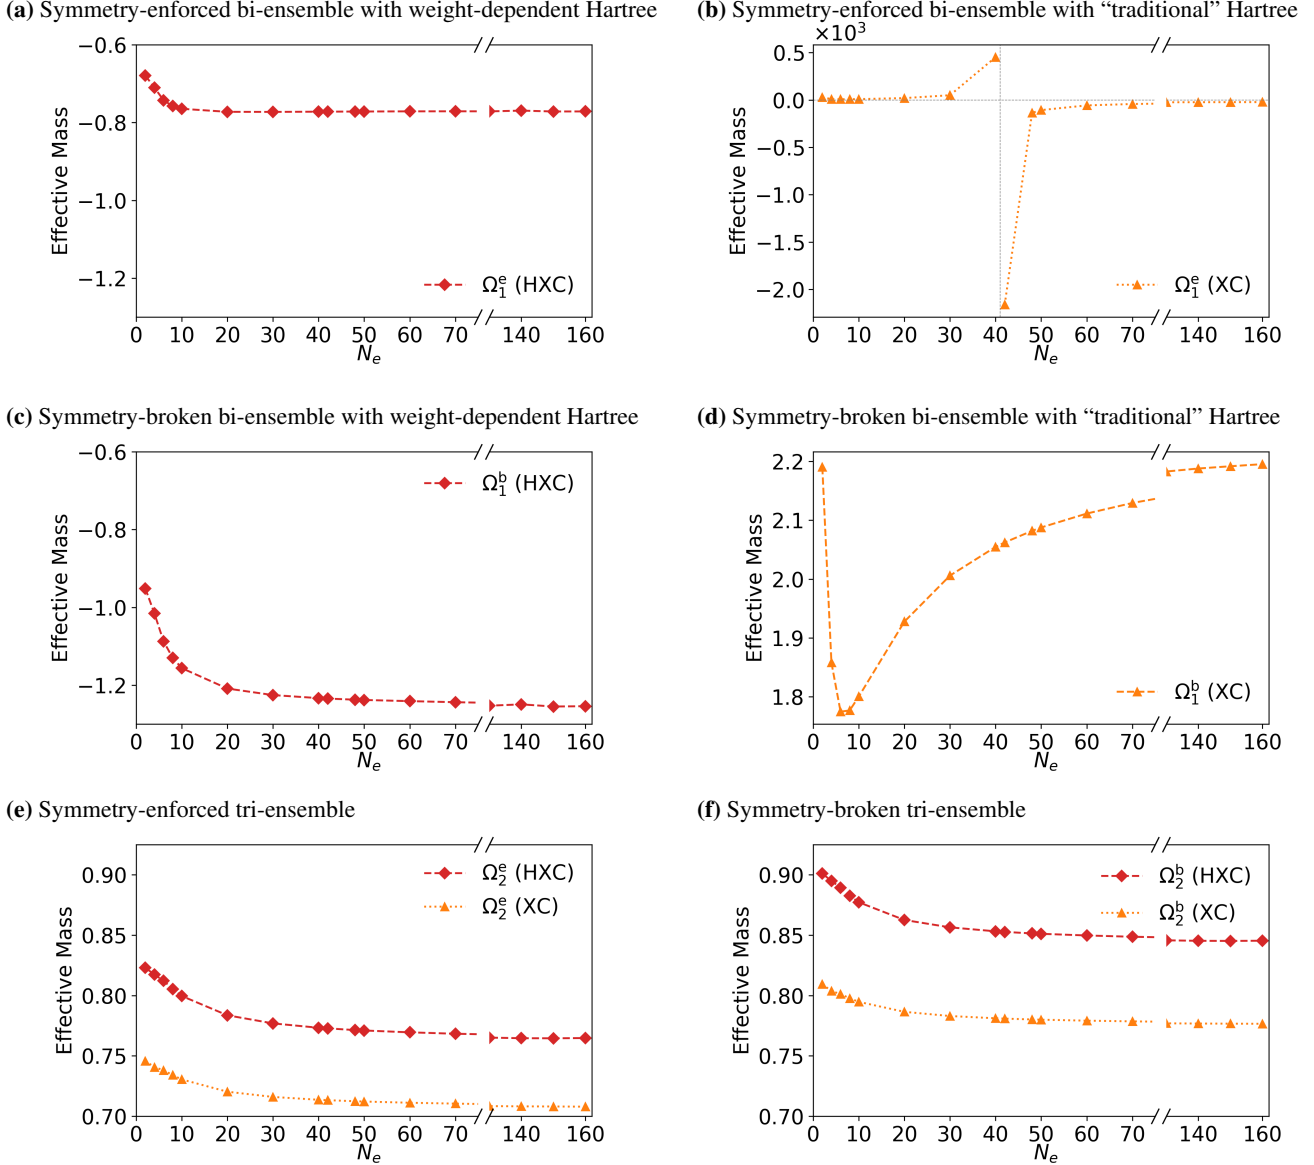 (a) Symmetry-enforced bi-ensemble with weight-dependent Hartree
−0.6
−0.8
−1.0
−1.2
Effective Mass
Ω₁ᵉ (HXC)
0 10 20 30 40 50 60 70 140 160
Nₑ
(b) Symmetry-enforced bi-ensemble with “traditional” Hartree
×10³
0.5
0.0
−0.5
−1.0
−1.5
−2.0
Effective Mass
Ω₁ᵉ (XC)
0 10 20 30 40 50 60 70 140 160
Nₑ
(c) Symmetry-broken bi-ensemble with weight-dependent Hartree
−0.6
−0.8
−1.0
−1.2
Effective Mass
Ω₁ᵇ (HXC)
0 10 20 30 40 50 60 70 140 160
Nₑ
(d) Symmetry-broken bi-ensemble with “traditional” Hartree
2.2
2.1
2.0
1.9
1.8
Effective Mass
Ω₁ᵇ (XC)
0 10 20 30 40 50 60 70 140 160
Nₑ
(e) Symmetry-enforced tri-ensemble
0.90
0.85
0.80
0.75
0.70
Effective Mass
Ω₂ᵉ (HXC)
Ω₂ᵉ (XC)
0 10 20 30 40 50 60 70 140 160
Nₑ
(f) Symmetry-broken tri-ensemble
0.90
0.85
0.80
0.75
0.70
Effective Mass
Ω₂ᵇ (HXC)
Ω₂ᵇ (XC)
0 10 20 30 40 50 60 70 140 160
Nₑ